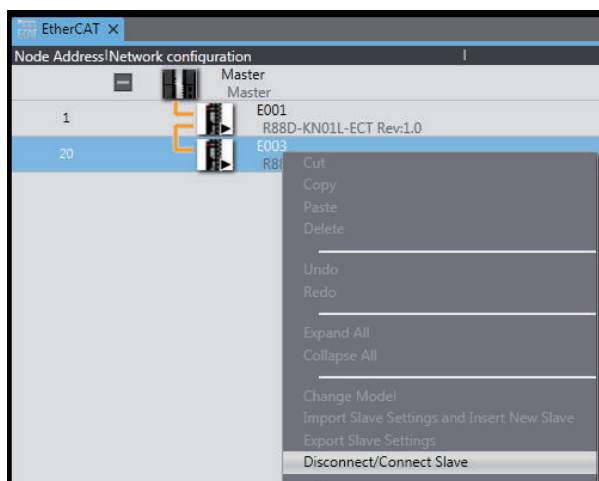 ECAT EtherCAT X
Node Address|Network configuration |
Master
Master
1 E001
R88D-KN01L-ECT Rev:1.0
20 E003
R88
Cut
Copy
Paste
Delete
Undo
Redo
Expand All
Collapse All
Change Model
Import Slave Settings and Insert New Slave
Export Slave Settings
Disconnect/Connect Slave